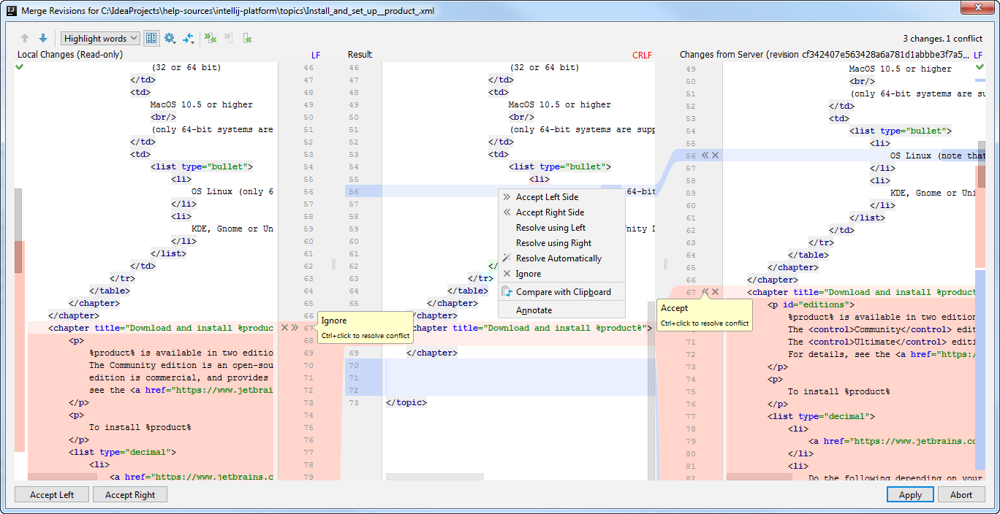 Merge Revisions for C:\IdeaProjects\help-sources\intellij-platform\topics\Install_and_set_up__product_.xml
Highlight words
3 changes. 1 conflict
Local Changes (Read-only)
LF
Result
CRLF
Changes from Server (revision cf342407e563428a6a781d1abbbe3f7a5...
LF
(32 or 64 bit)
</td>
<td>
MacOS 10.5 or higher
<br/>
(only 64-bit systems are
</td>
<td>
<list type="bullet">
<li>
OS Linux (only 6
</li>
<li>
KDE, Gnome or Un
</li>
</list>
</td>
</tr>
</table>
</chapter>
</chapter>
<chapter title="Download and install %produc
<p>
%product% is available in two editio
The Community edition is an open-sou
edition is commercial, and provides
see the <a href="https://www.jetbrai
</p>
<p>
To install %product%
</p>
<list type="decimal">
<li>
<a href="https://www.jetbrains.c
46
47
48
49
50
51
52
53
54
55
56
57
58
59
60
61
62
63
64
65
66
67
68
69
70
71
72
73
74
75
76
77
78
79
Ignore
Ctrl+click to resolve conflict
46
47
48
49
50
51
52
53
54
55
56
57
58
59
60
61
62
63
64
65
69
70
71
72
73
(32 or 64 bit)
</td>
<td>
MacOS 10.5 or higher
<br/>
(only 64-bit systems are supp
</td>
<td>
<list type="bullet">
<li>
64-bit
</
</tr>
</table>
</chapter>
</chapter>
<chapter title="Download and install %product%">
</chapter>
</topic>
Accept Left Side
Accept Right Side
Resolve using Left
Resolve using Right
Resolve Automatically
Ignore
Compare with Clipboard
Annotate
49
50
51
52
53
54
55
56
57
58
59
60
61
62
63
64
65
66
67
71
72
73
74
75
76
77
78
79
80
81
82
Accept
Ctrl+click to resolve conflict
MacOS 10.5 or higher
<br/>
(only 64-bit systems are su
</td>
<td>
<list type="bullet">
<li>
OS Linux (note that
</li>
<li>
KDE, Gnome or Uni
</li>
</list>
</td>
</tr>
</table>
</chapter>
</chapter>
<chapter title="Download and install %product
<p id="editions">
%product% is available in two edition
The <control>Community</control> edit
The <control>Ultimate</control> editi
For details, see the <a href="https:/
</p>
<p>
To install %product%
</p>
<list type="decimal">
<li>
<a href="https://www.jetbrains.co
</li>
<li>
Do the following depending on your
Accept Left
Accept Right
Apply
Abort